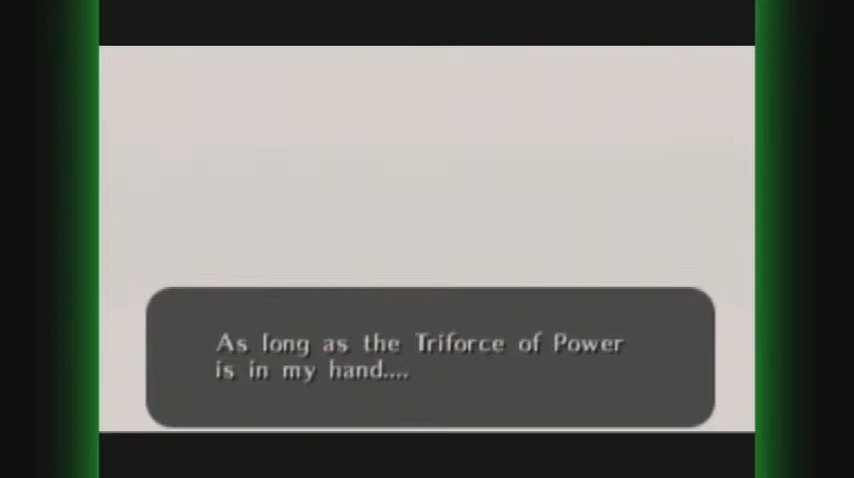 As long as the Triforce of Power
is in my hand....